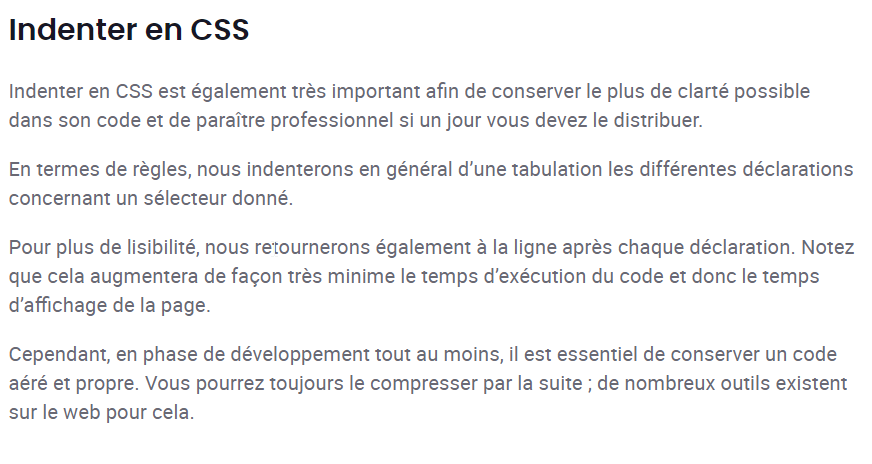 Indenter en CSS
Indenter en CSS est également très important afin de conserver le plus de clarté possible
dans son code et de paraître professionnel si un jour vous devez le distribuer.
En termes de règles, nous indenterons en général d’une tabulation les différentes déclarations
concernant un sélecteur donné.
Pour plus de lisibilité, nous retournerons également à la ligne après chaque déclaration. Notez
que cela augmentera de façon très minime le temps d’exécution du code et donc le temps
d’affichage de la page.
Cependant, en phase de développement tout au moins, il est essentiel de conserver un code
aéré et propre. Vous pourrez toujours le compresser par la suite ; de nombreux outils existent
sur le web pour cela.